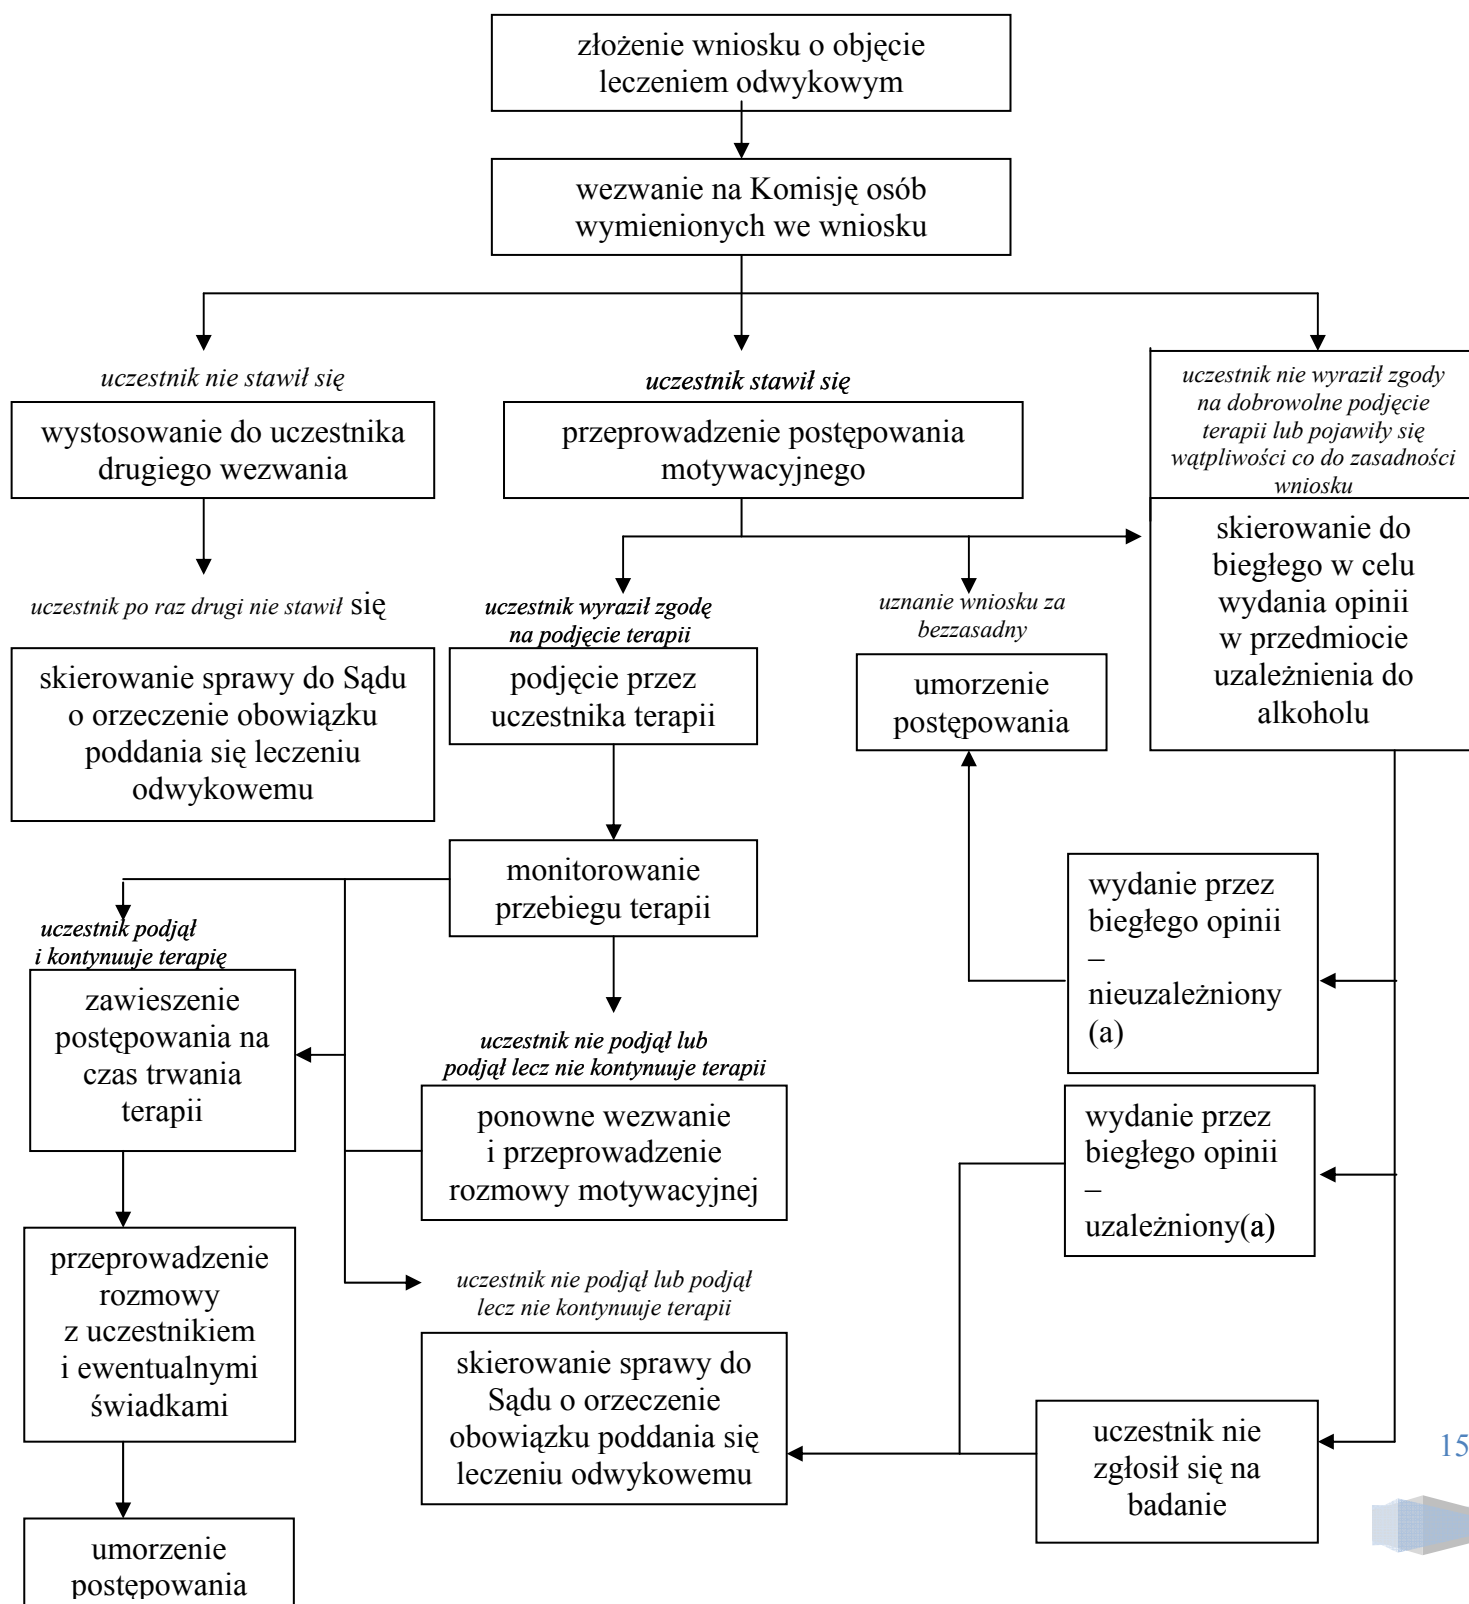 złożenie wniosku o objęcie
leczeniem odwykowym
wezwanie na Komisję osób
wymienionych we wniosku
uczestnik nie stawił się
wystosowanie do uczestnika
drugiego wezwania
uczestnik po raz drugi nie stawił się
skierowanie sprawy do Sądu
o orzeczenie obowiązku
poddania się leczeniu
odwykowemu
uczestnik stawił się
przeprowadzenie postępowania
motywacyjnego
uczestnik nie wyraził zgody
na dobrowolne podjęcie
terapii lub pojawiły się
wątpliwości co do zasadności
wniosku
skierowanie do
biegłego w celu
wydania opinii
w przedmiocie
uzależnienia do
alkoholu
uczestnik wyraził zgodę
na podjęcie terapii
podjęcie przez
uczestnika terapii
uznanie wniosku za
bezzasadny
umorzenie
postępowania
monitorowanie
przebiegu terapii
uczestnik podjął
i kontynuuje terapię
zawieszenie
postępowania na
czas trwania
terapii
uczestnik nie podjął lub
podjął lecz nie kontynuuje terapii
ponowne wezwanie
i przeprowadzenie
rozmowy motywacyjnej
wydanie przez
biegłego opinii
–
nieuzależniony
(a)
wydanie przez
biegłego opinii
–
uzależniony(a)
przeprowadzenie
rozmowy
z uczestnikiem
i ewentualnymi
świadkami
uczestnik nie podjął lub podjął
lecz nie kontynuuje terapii
skierowanie sprawy do
Sądu o orzeczenie
obowiązku poddania się
leczeniu odwykowemu
uczestnik nie
zgłosił się na
badanie
15
umorzenie
postępowania